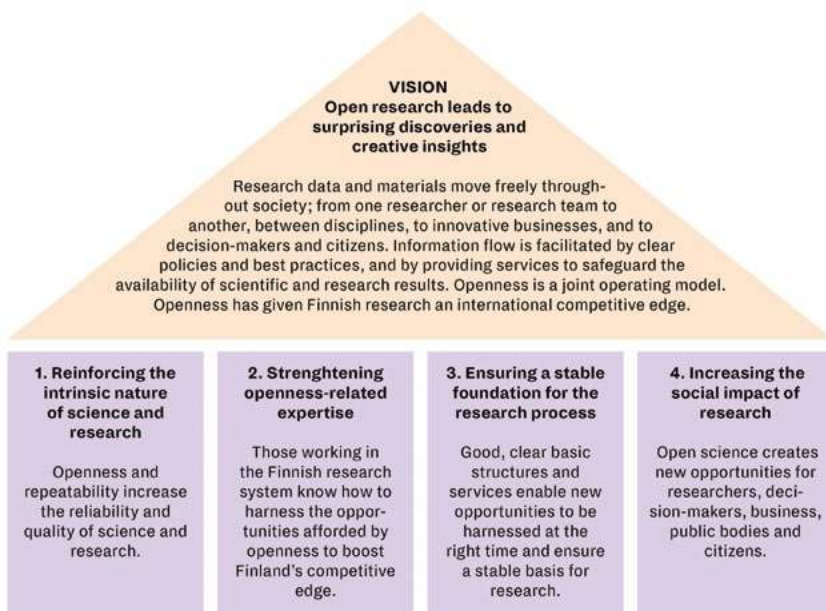 VISION
Open research leads to
surprising discoveries and
creative insights
Research data and materials move freely through-
out society; from one researcher or research team to
another, between disciplines, to innovative businesses, and to
decision-makers and citizens. Information flow is facilitated by clear
policies and best practices, and by providing services to safeguard the
availability of scientific and research results. Openness is a joint operating model.
Openness has given Finnish research an international competitive edge.
1. Reinforcing the
intrinsic nature
of science and
research
Openness and
repeatability increase
the reliability and
quality of science and
research.
2. Strenghtening
openness-related
expertise
Those working in
the Finnish research
system know how to
harness the oppor-
tunities afforded by
openness to boost
Finland's competitive
edge.
3. Ensuring a stable
foundation for the
research process
Good, clear basic
structures and
services enable new
opportunities to be
harnessed at the
right time and ensure
a stable basis for
research.
4. Increasing the
social impact of
research
Open science creates
new opportunities for
researchers, deci-
sion-makers, business,
public bodies and
citizens.